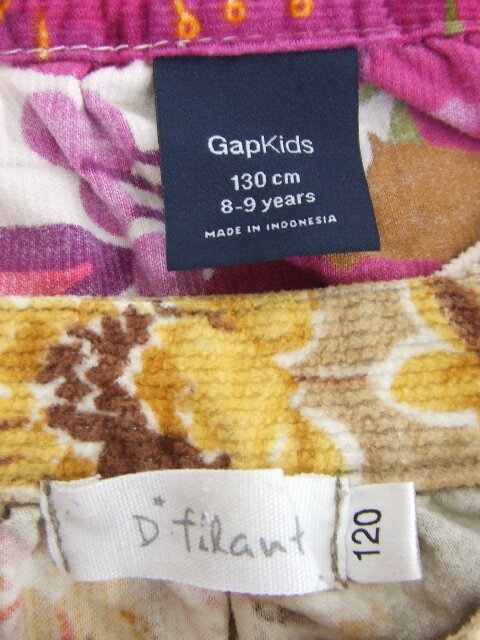 GapKids
130 cm
8-9 years
MADE IN INDONESIA
D*filant
120